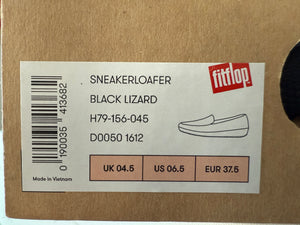 fitflop
SNEAKERLOAFER
BLACK LIZARD
H79-156-045
D0050 1612
UK 04.5 US 06.5 EUR 37.5
0 190035 413682
Made in Vietnam